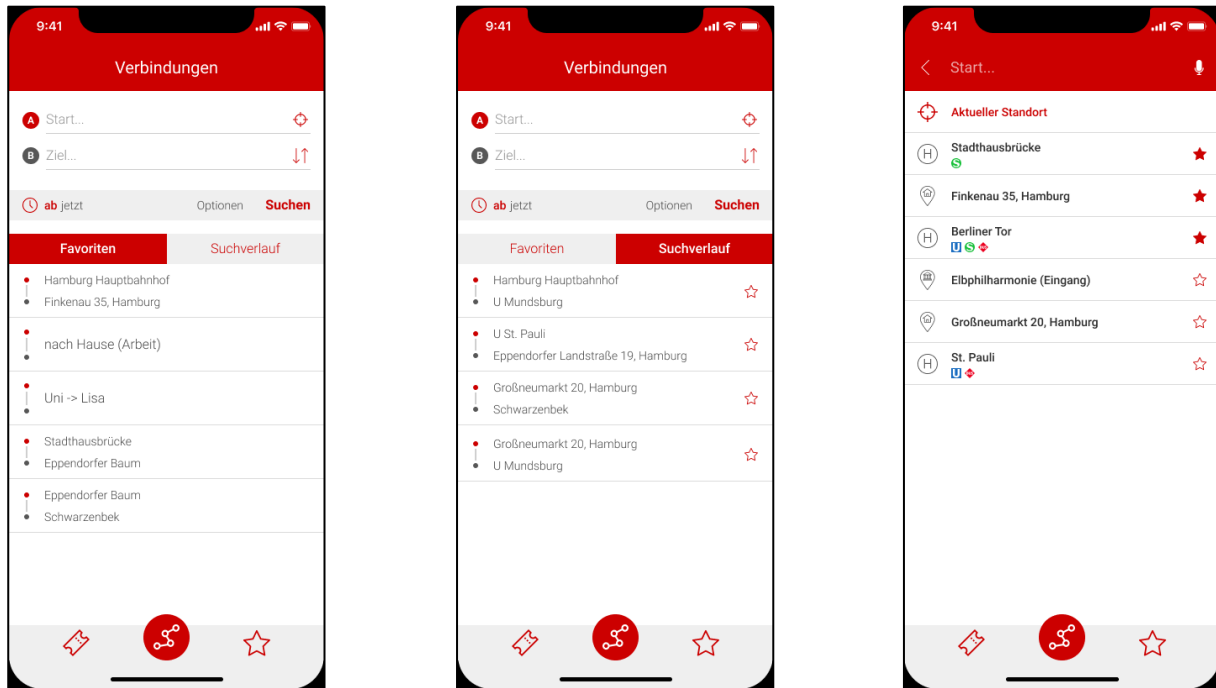 9:41
Verbindungen
A Start...
B Ziel...
ab jetzt Optionen Suchen
Favoriten Suchverlauf
Hamburg Hauptbahnhof
Finkenau 35, Hamburg
nach Hause (Arbeit)
Uni -> Lisa
Stadthausbrücke
Eppendorfer Baum
Eppendorfer Baum
Schwarzenbek
9:41
Verbindungen
A Start...
B Ziel...
ab jetzt Optionen Suchen
Favoriten Suchverlauf
Hamburg Hauptbahnhof
U Mundsburg
U St. Pauli
Eppendorfer Landstraße 19, Hamburg
Großneumarkt 20, Hamburg
Schwarzenbek
Großneumarkt 20, Hamburg
U Mundsburg
9:41
Start...
Aktueller Standort
H Stadthausbrücke
S
Finkenau 35, Hamburg
H Berliner Tor
U S
Elbphilharmonie (Eingang)
Großneumarkt 20, Hamburg
H St. Pauli
U